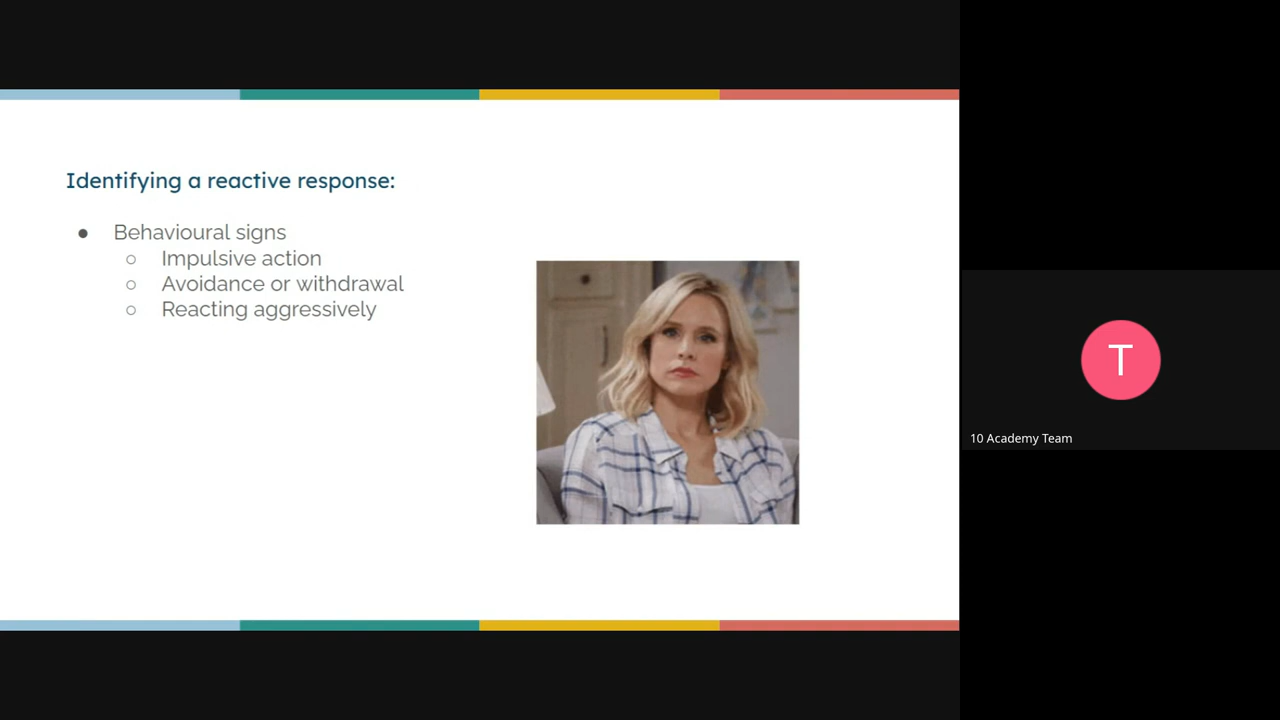 Identifying a reactive response:
● Behavioural signs
○ Impulsive action
○ Avoidance or withdrawal
○ Reacting aggressively
T
10 Academy Team